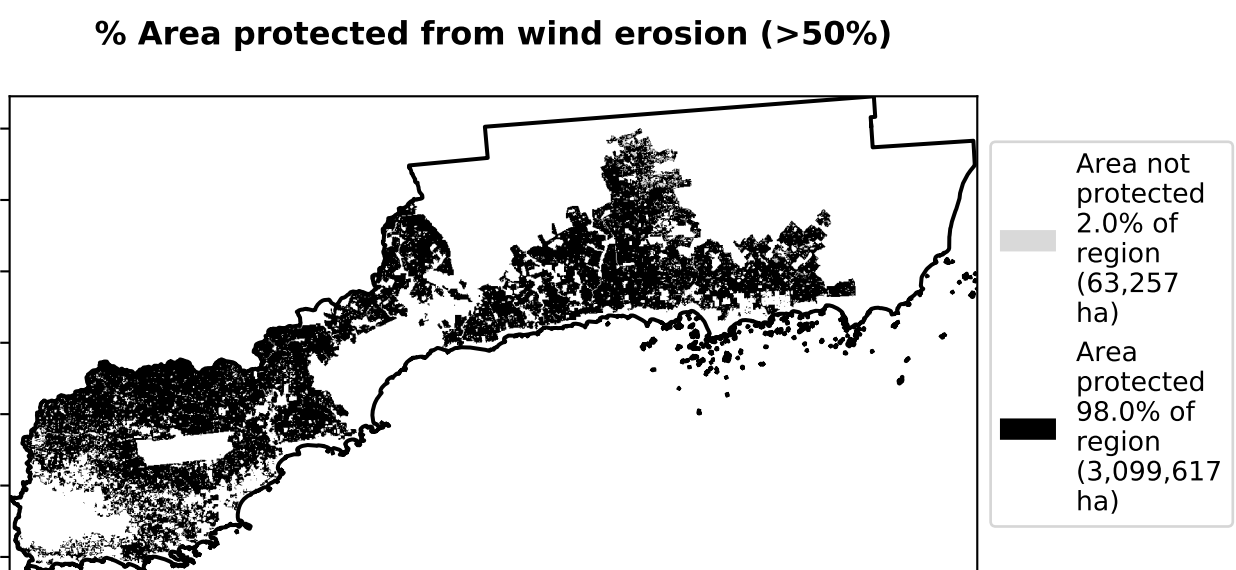 % Area protected from wind erosion (>50%)
Area not
protected
2.0% of
region
(63,257
ha)
Area
protected
98.0% of
region
(3,099,617
ha)